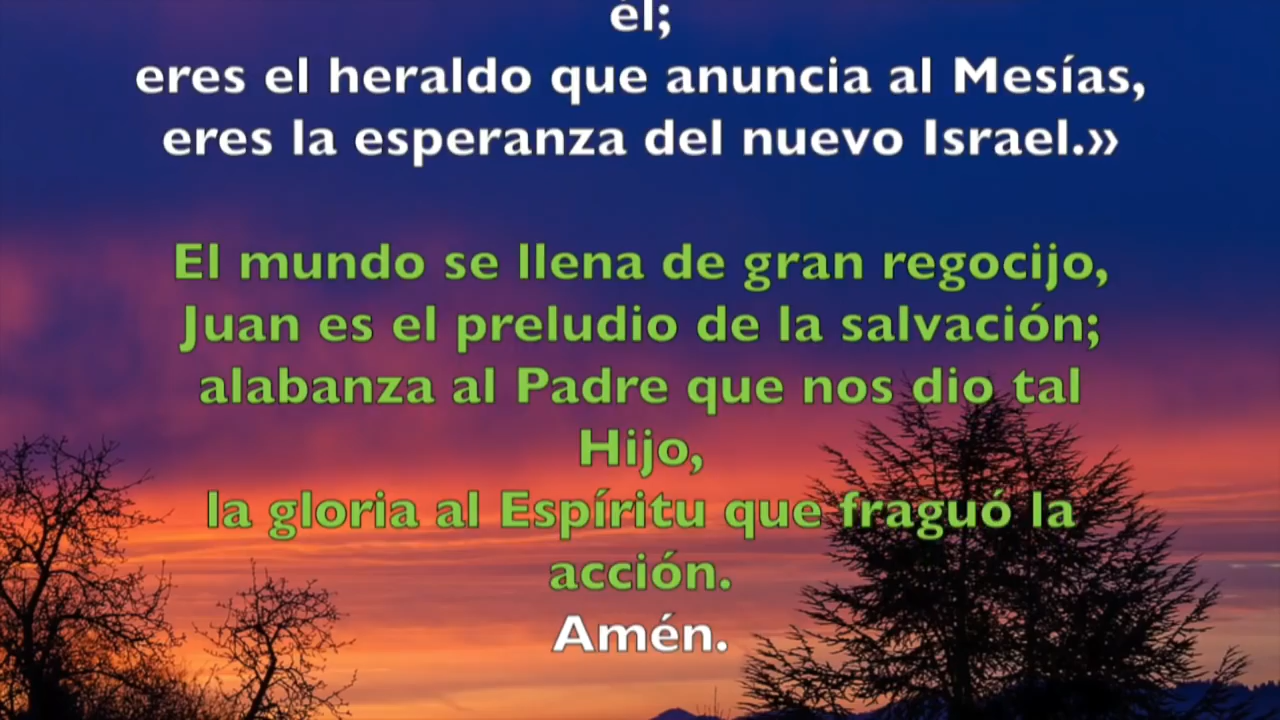 él;
eres el heraldo que anuncia al Mesías,
eres la esperanza del nuevo Israel.»
El mundo se llena de gran regocijo,
Juan es el preludio de la salvación;
alabanza al Padre que nos dio tal
Hijo,
la gloria al Espíritu que fraguó la
acción.
Amén.